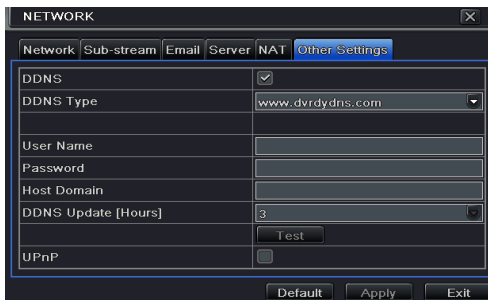 NETWORK
Network Sub-stream Email Server NAT Other Settings
DDNS
DDNS Type www.dvrdydns.com
User Name
Password
Host Domain
DDNS Update [Hours] 3
Test
UPnP
Default Apply Exit